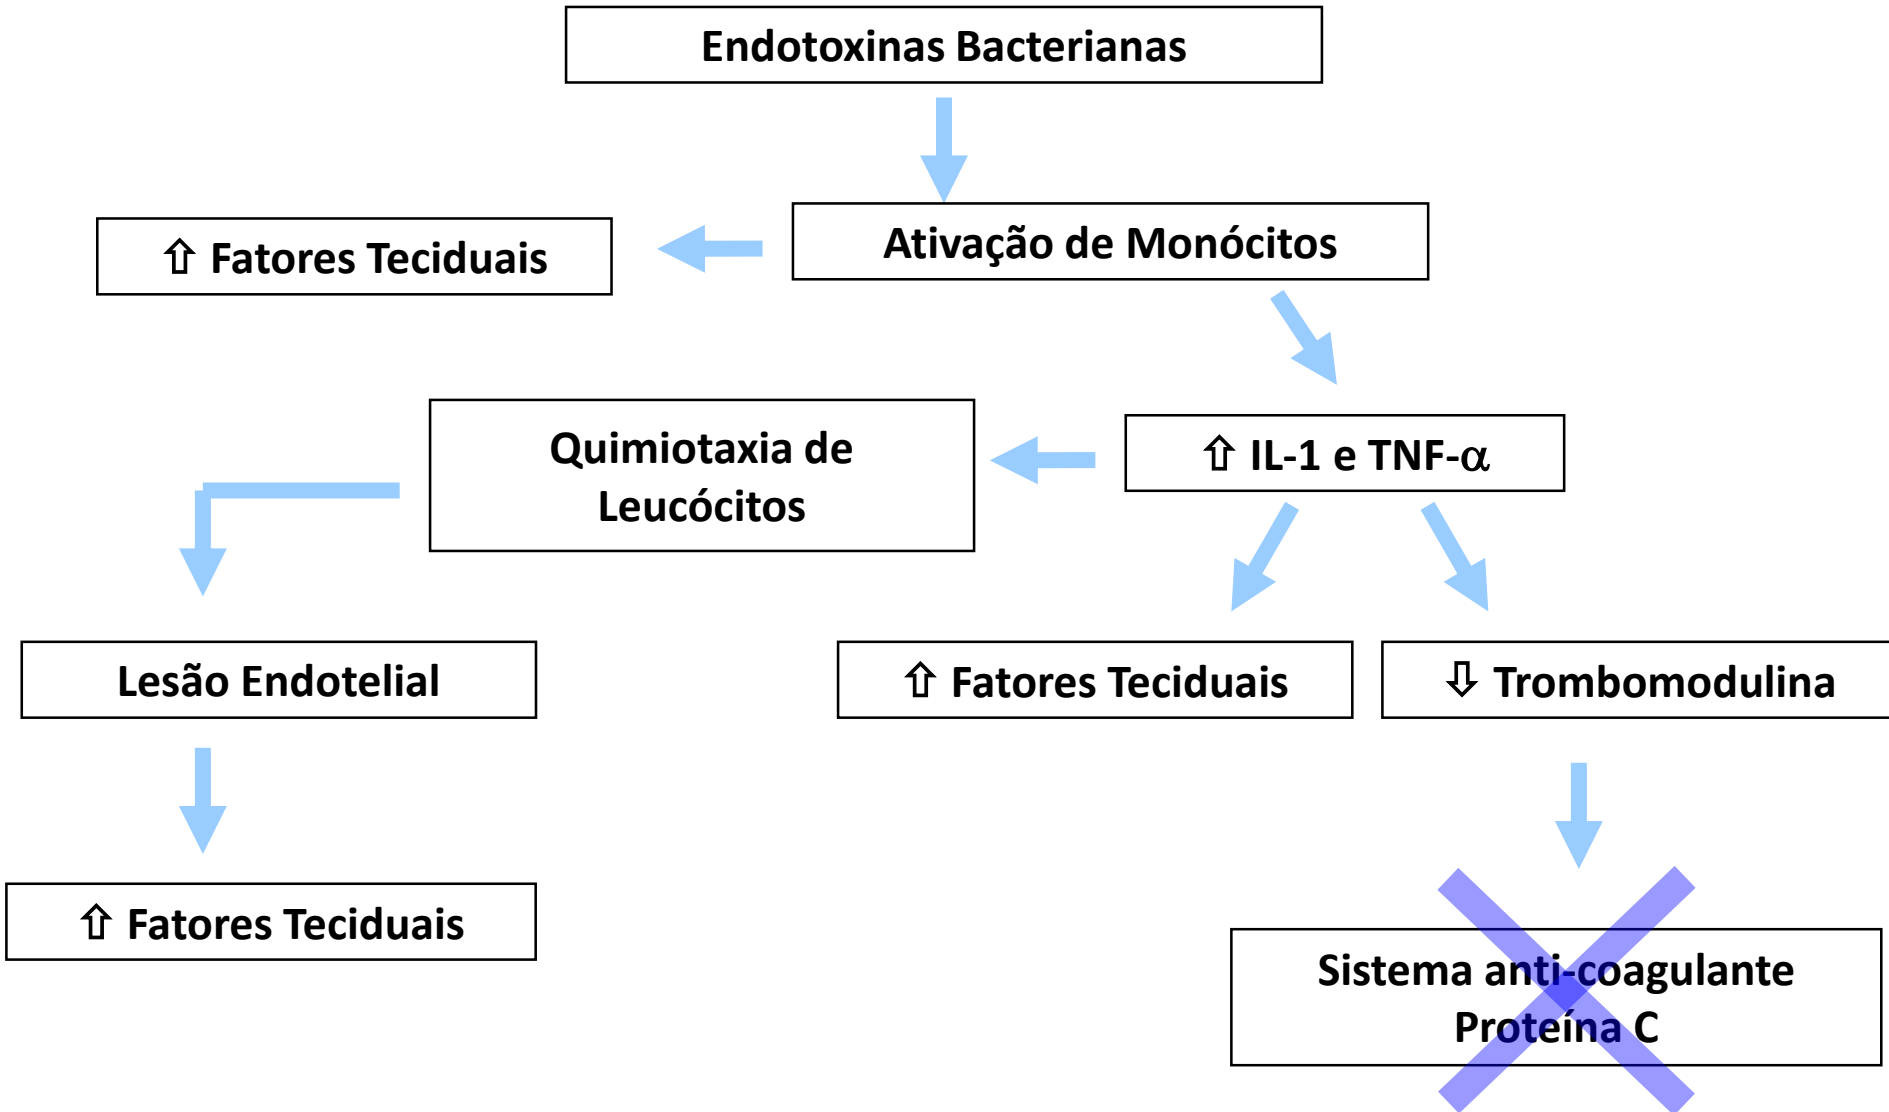 Endotoxinas Bacterianas
Ativação de Monócitos
⇧ Fatores Teciduais
Quimiotaxia de
Leucócitos
⇧ IL-1 e TNF-α
Lesão Endotelial
⇧ Fatores Teciduais
⇩ Trombomodulina
⇧ Fatores Teciduais
Sistema anti-coagulante
Proteína C